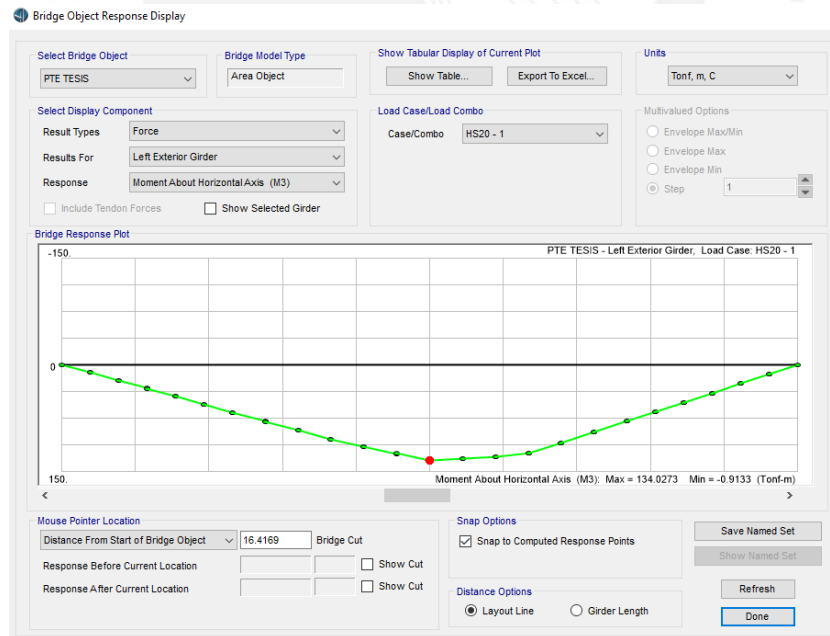 Bridge Object Response Display
Select Bridge Object
PTE TESIS
Bridge Model Type
Area Object
Show Tabular Display of Current Plot
Show Table...
Export To Excel...
Units
Tonf, m, C
Select Display Component
Result Types
Force
Results For
Left Exterior Girder
Response
Moment About Horizontal Axis (M3)
Include Tendon Forces
Show Selected Girder
Load Case/Load Combo
Case/Combo
HS20 - 1
Multivalued Options
Envelope Max/Min
Envelope Max
Envelope Min
Step
1
Bridge Response Plot
-150.
PTE TESIS - Left Exterior Girder, Load Case: HS20 - 1
0
150.
Moment About Horizontal Axis (M3): Max = 134.0273 Min = -0.9133 (Tonf-m)
Mouse Pointer Location
Distance From Start of Bridge Object
16.4169
Bridge Cut
Response Before Current Location
Show Cut
Response After Current Location
Show Cut
Snap Options
Snap to Computed Response Points
Distance Options
Layout Line
Girder Length
Save Named Set
Show Named Set
Refresh
Done